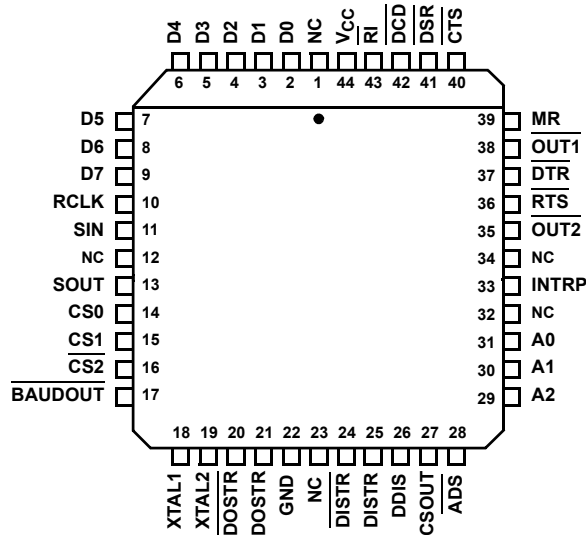 D4 D3 D2 D1 D0 NC VCC RI DCD DSR CTS
6 5 4 3 2 1 44 43 42 41 40
D5 7 39 MR
D6 8 38 OUT1
D7 9 37 DTR
RCLK 10 36 RTS
SIN 11 35 OUT2
NC 12 34 NC
SOUT 13 33 INTRP
CS0 14 32 NC
CS1 15 31 A0
CS2 16 30 A1
BAUDOUT 17 29 A2
18 19 20 21 22 23 24 25 26 27 28
XTAL1 XTAL2 DOSTR DOSTR GND NC DISTR DISTR DDIS CSOUT ADS